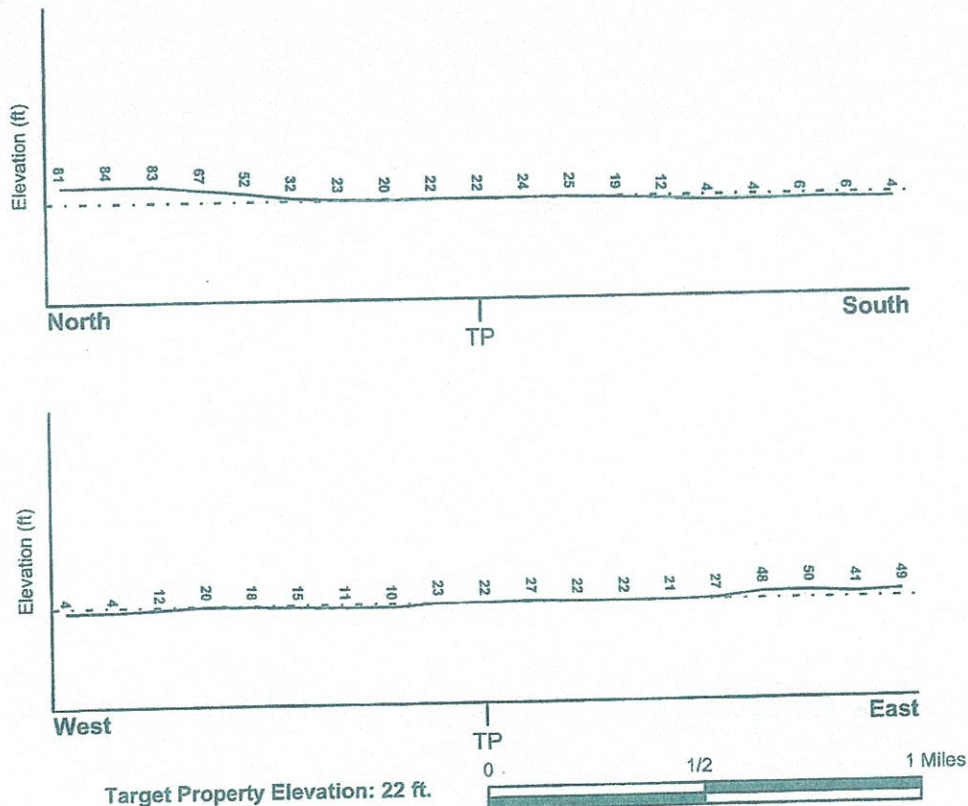 Elevation (ft)
81 84 83 67 52 32 23 20 22 22 24 25 19 12 4 4 6 6 4
North
TP
South
Elevation (ft)
4 4 12 20 18 15 11 10 23 22 27 22 22 21 27 48 50 41 49
West
TP
East
Target Property Elevation: 22 ft.
0 1/2 1 Miles